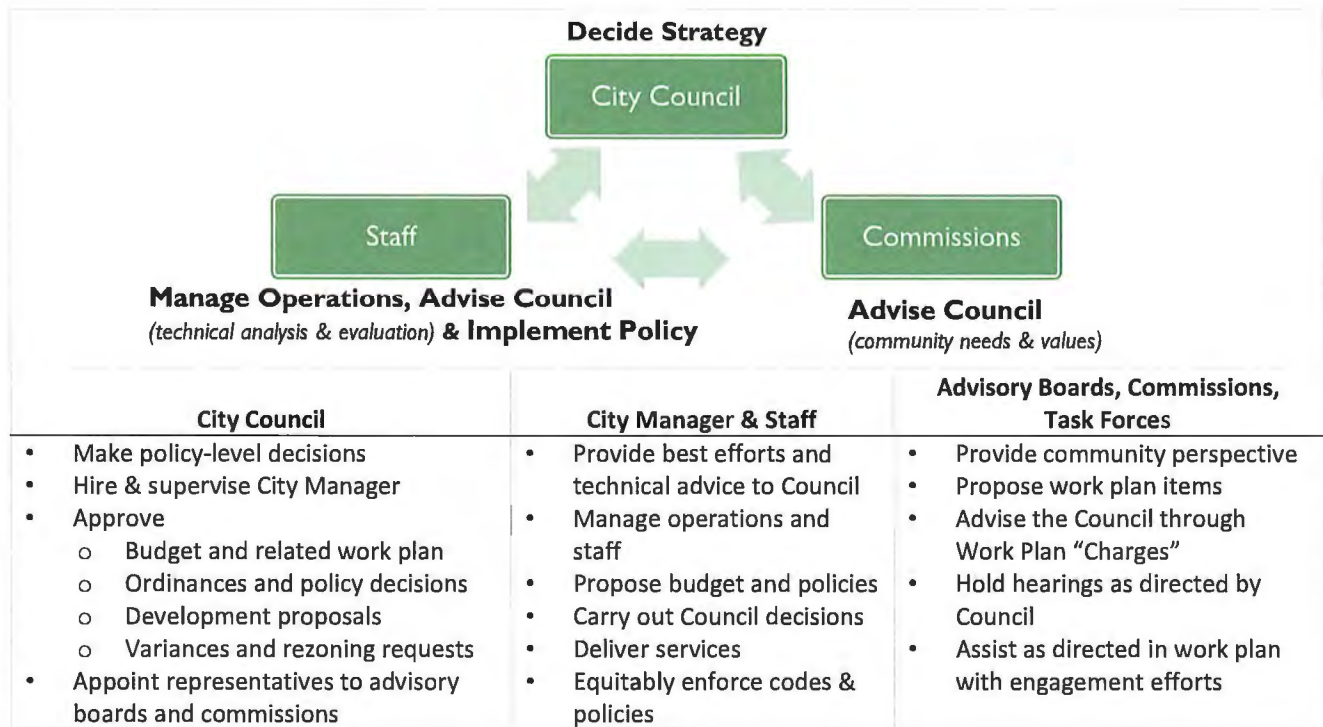 Decide Strategy
City Council
Staff
Commissions
Manage Operations, Advise Council
(technical analysis & evaluation) & Implement Policy
Advise Council
(community needs & values)
City Council
• Make policy-level decisions
• Hire & supervise City Manager
• Approve
o Budget and related work plan
o Ordinances and policy decisions
o Development proposals
o Variances and rezoning requests
• Appoint representatives to advisory
boards and commissions
City Manager & Staff
• Provide best efforts and
technical advice to Council
• Manage operations and
staff
• Propose budget and policies
• Carry out Council decisions
• Deliver services
• Equitably enforce codes &
policies
Advisory Boards, Commissions,
Task Forces
• Provide community perspective
• Propose work plan items
• Advise the Council through
Work Plan “Charges”
• Hold hearings as directed by
Council
• Assist as directed in work plan
with engagement efforts